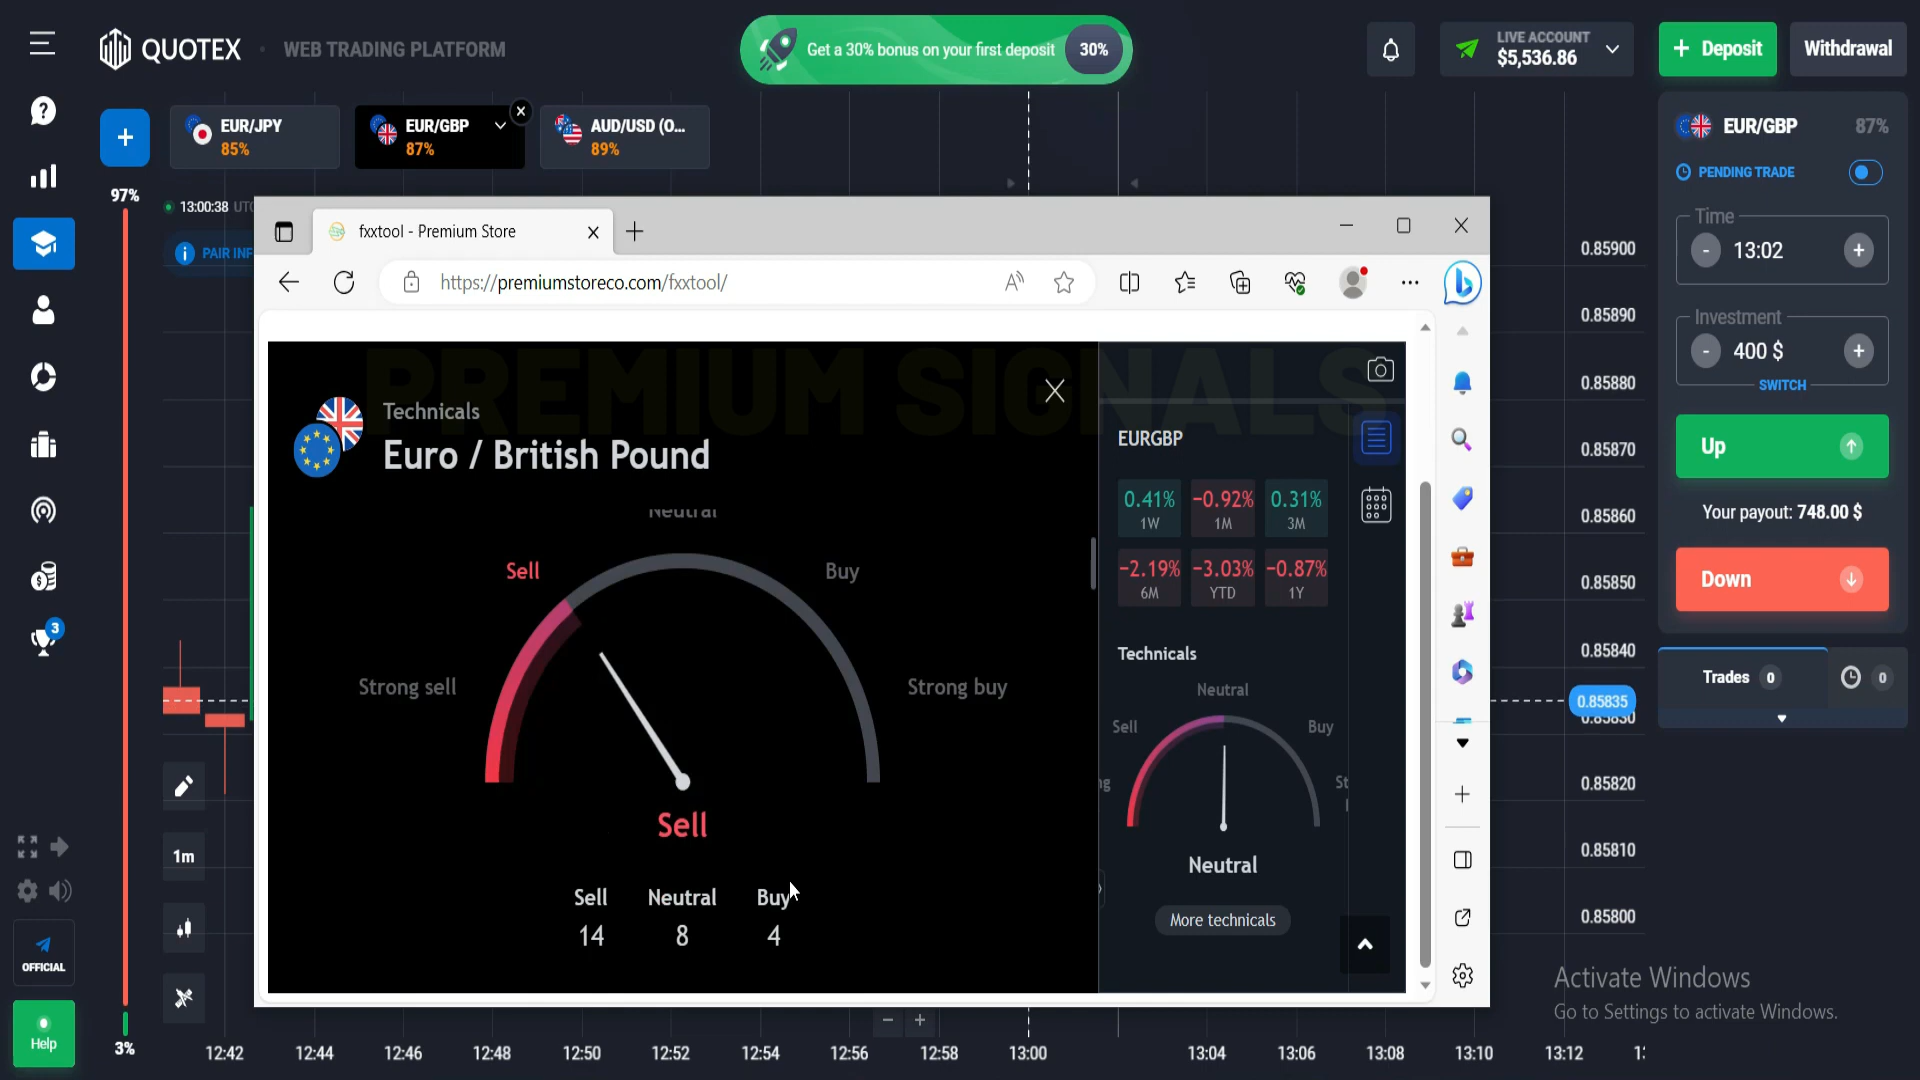 QUOTEX
WEB TRADING PLATFORM
Get a 30% bonus on your first deposit
30%
LIVE ACCOUNT
$5,536.86
Deposit
Withdrawal
EUR/JPY
85%
EUR/GBP
87%
AUD/USD (O...
89%
97%
13:00:38 UTC
PAIR INF
fxxtool - Premium Store
https://premiumstoreco.com/fxxtool/
PREMIUM SIGNALS
Technicals
Euro / British Pound
Neutral
Sell
Buy
Strong sell
Strong buy
Sell
Sell
Neutral
Buy
14
8
4
EURGBP
0.41%
1W
−0.92%
1M
0.31%
3M
−2.19%
6M
−3.03%
YTD
−0.87%
1Y
Technicals
Neutral
Sell
Buy
ng
St
Neutral
More technicals
EUR/GBP
87%
PENDING TRADE
Time
- 13:02 +
Investment
- 400 $ +
SWITCH
Up
Your payout: 748.00 $
Down
Trades 0
0
0.85900
0.85890
0.85880
0.85870
0.85860
0.85850
0.85840
0.85835
0.85830
0.85820
0.85810
0.85800
3
1m
OFFICIAL
Help
3%
12:42
12:44
12:46
12:48
12:50
12:52
12:54
12:56
12:58
13:00
13:04
13:06
13:08
13:10
13:12
Activate Windows
Go to Settings to activate Windows.